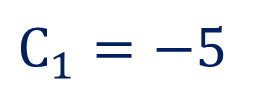 C₁ = −5